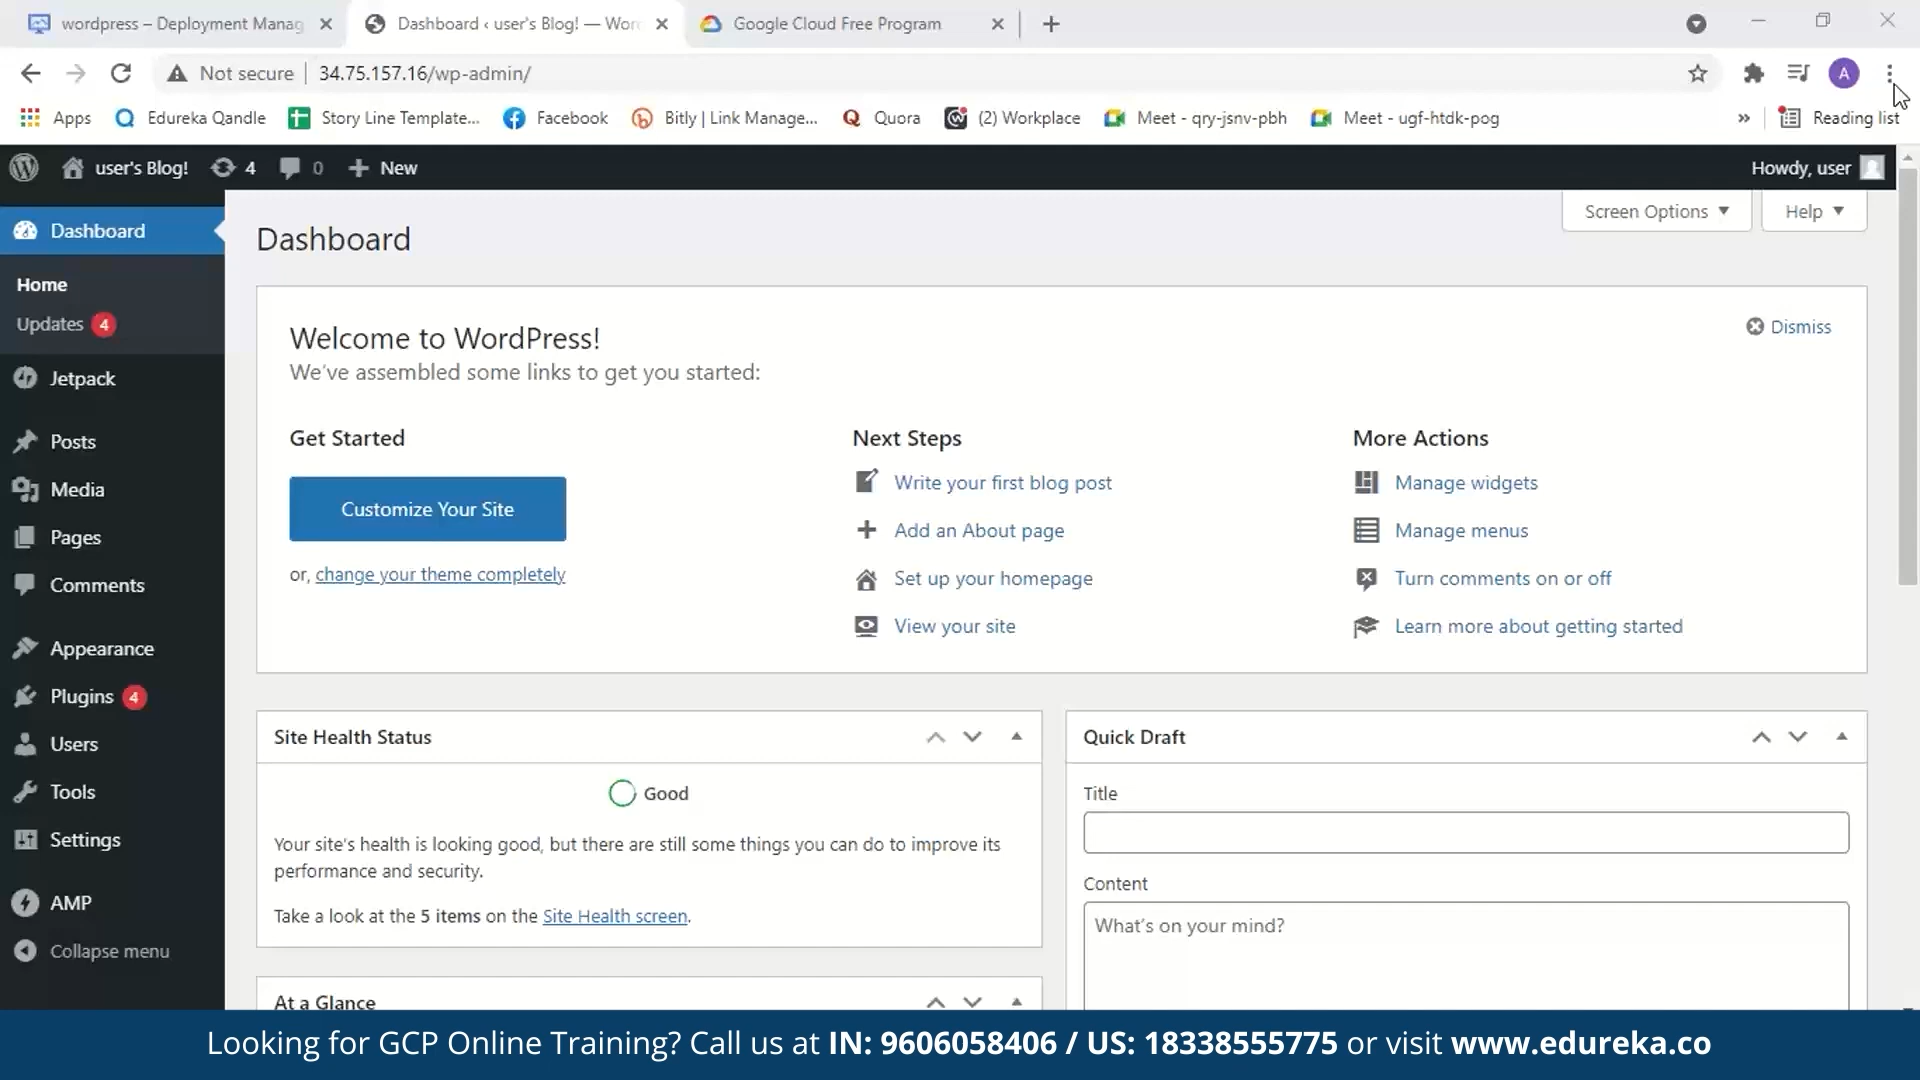 wordpress – Deployment Manag
Dashboard ‹ user's Blog! — Wor
Google Cloud Free Program
Not secure
34.75.157.16/wp-admin/
A
Apps
Edureka Qandle
Story Line Template...
Facebook
Bitly | Link Manage...
Quora
(2) Workplace
Meet - qry-jsnv-pbh
Meet - ugf-htdk-pog
»
Reading list
user's Blog!
4
0
New
Howdy, user
Dashboard
Home
Updates 4
Jetpack
Posts
Media
Pages
Comments
Appearance
Plugins 4
Users
Tools
Settings
AMP
Collapse menu
Screen Options
Help
Dashboard
Welcome to WordPress!
Dismiss
We've assembled some links to get you started:
Get Started
Customize Your Site
or, change your theme completely
Next Steps
Write your first blog post
Add an About page
Set up your homepage
View your site
More Actions
Manage widgets
Manage menus
Turn comments on or off
Learn more about getting started
Site Health Status
Good
Your site's health is looking good, but there are still some things you can do to improve its
performance and security.
Take a look at the 5 items on the Site Health screen.
At a Glance
Quick Draft
Title
Content
What's on your mind?
Looking for GCP Online Training? Call us at IN: 9606058406 / US: 18338555775 or visit www.edureka.co